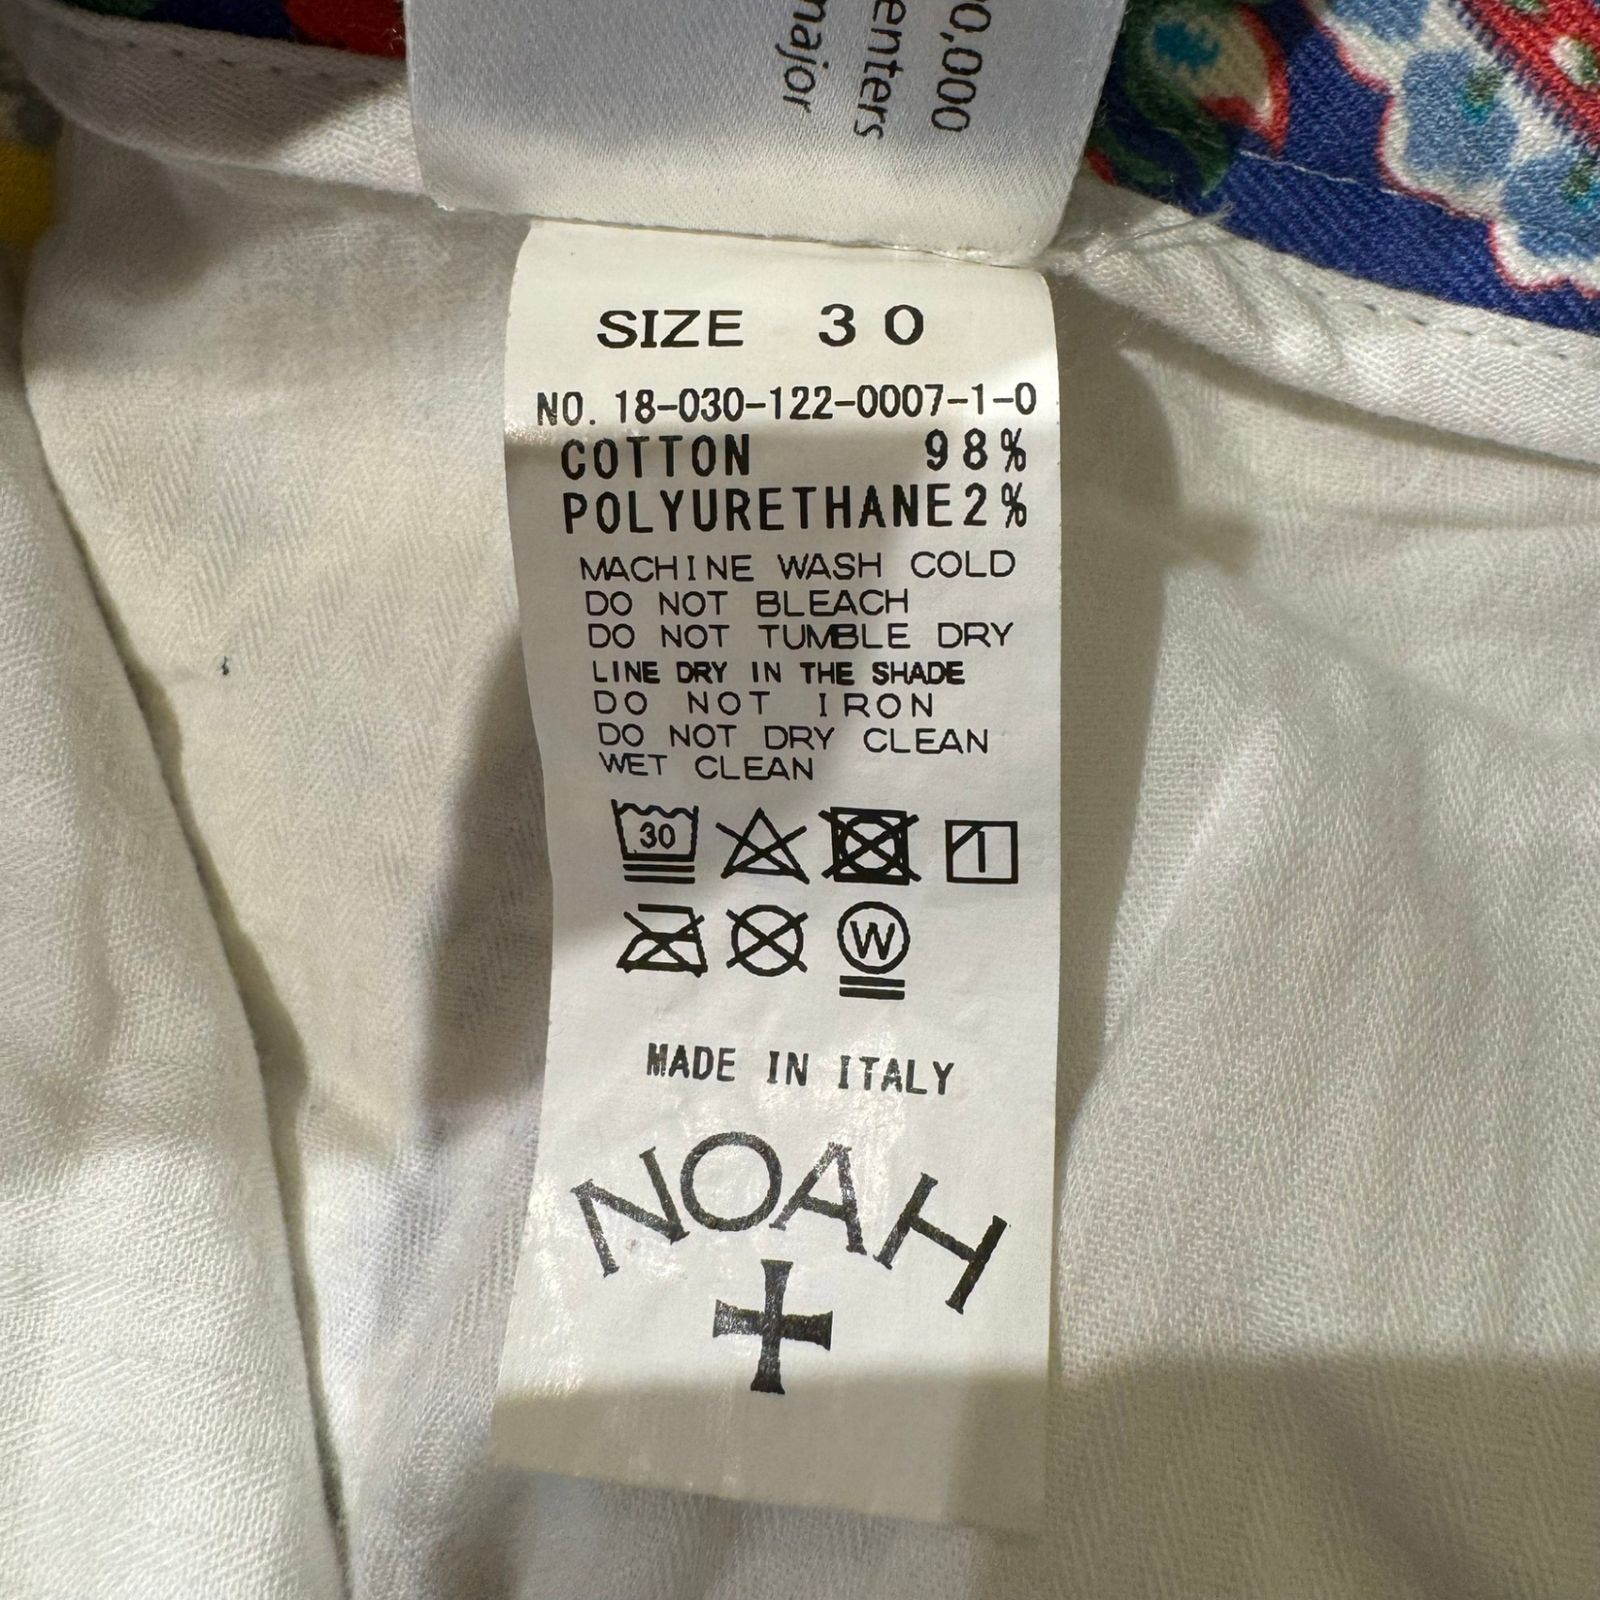 00,000
enters
major
SIZE 30
NO. 18-030-122-0007-1-0
COTTON 98%
POLYURETHANE 2%
MACHINE WASH COLD
DO NOT BLEACH
DO NOT TUMBLE DRY
LINE DRY IN THE SHADE
DO NOT IRON
DO NOT DRY CLEAN
WET CLEAN
30
W
MADE IN ITALY
NOAH